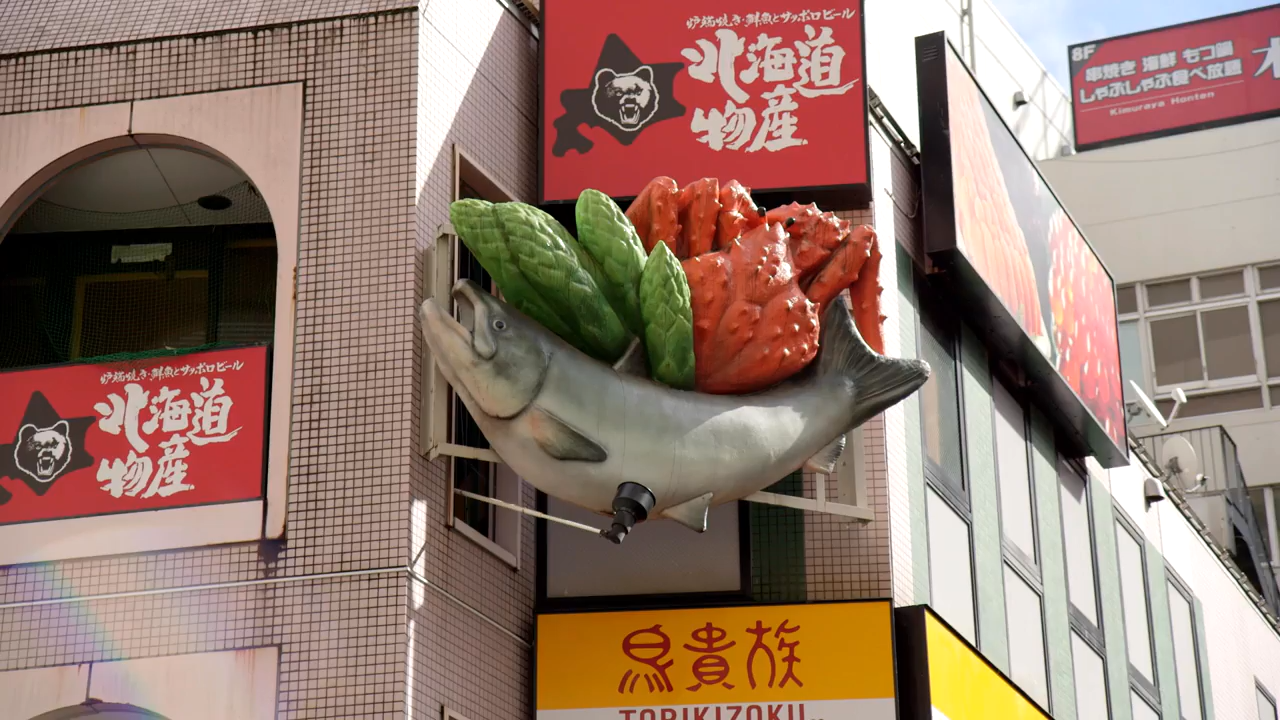 炉端焼き・鮮魚とサッポロビール
北海道
物産
8F
串焼き 海鮮 もつ鍋
しゃぶしゃぶ食べ放題
Kimuraya Honten
炉端焼き・鮮魚とサッポロビール
北海道
物産
鳥貴族
TORIKIZOKU